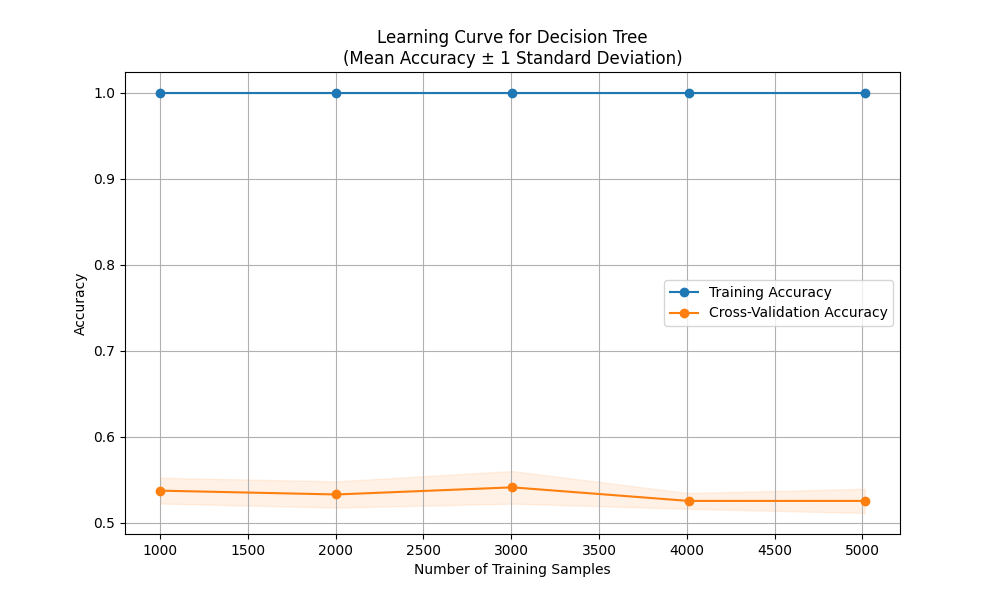 Learning Curve for Decision Tree
(Mean Accuracy ± 1 Standard Deviation)
1.0
0.9
0.8
0.7
0.6
0.5
Accuracy
Training Accuracy
Cross-Validation Accuracy
1000 1500 2000 2500 3000 3500 4000 4500 5000
Number of Training Samples